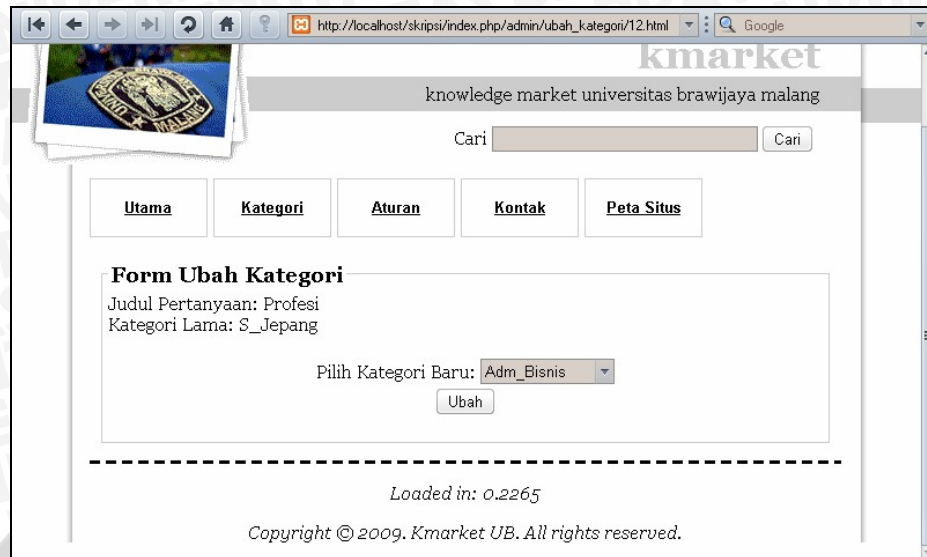 http://localhost/skripsi/index.php/admin/ubah_kategori/12.html Google
kmarket
knowledge market universitas brawijaya malang
MALANG
Cari Cari
Utama Kategori Aturan Kontak Peta Situs
Form Ubah Kategori
Judul Pertanyaan: Profesi
Kategori Lama: S_Jepang
Pilih Kategori Baru: Adm_Bisnis
Ubah
Loaded in: 0.2265
Copyright © 2009. Kmarket UB. All rights reserved.